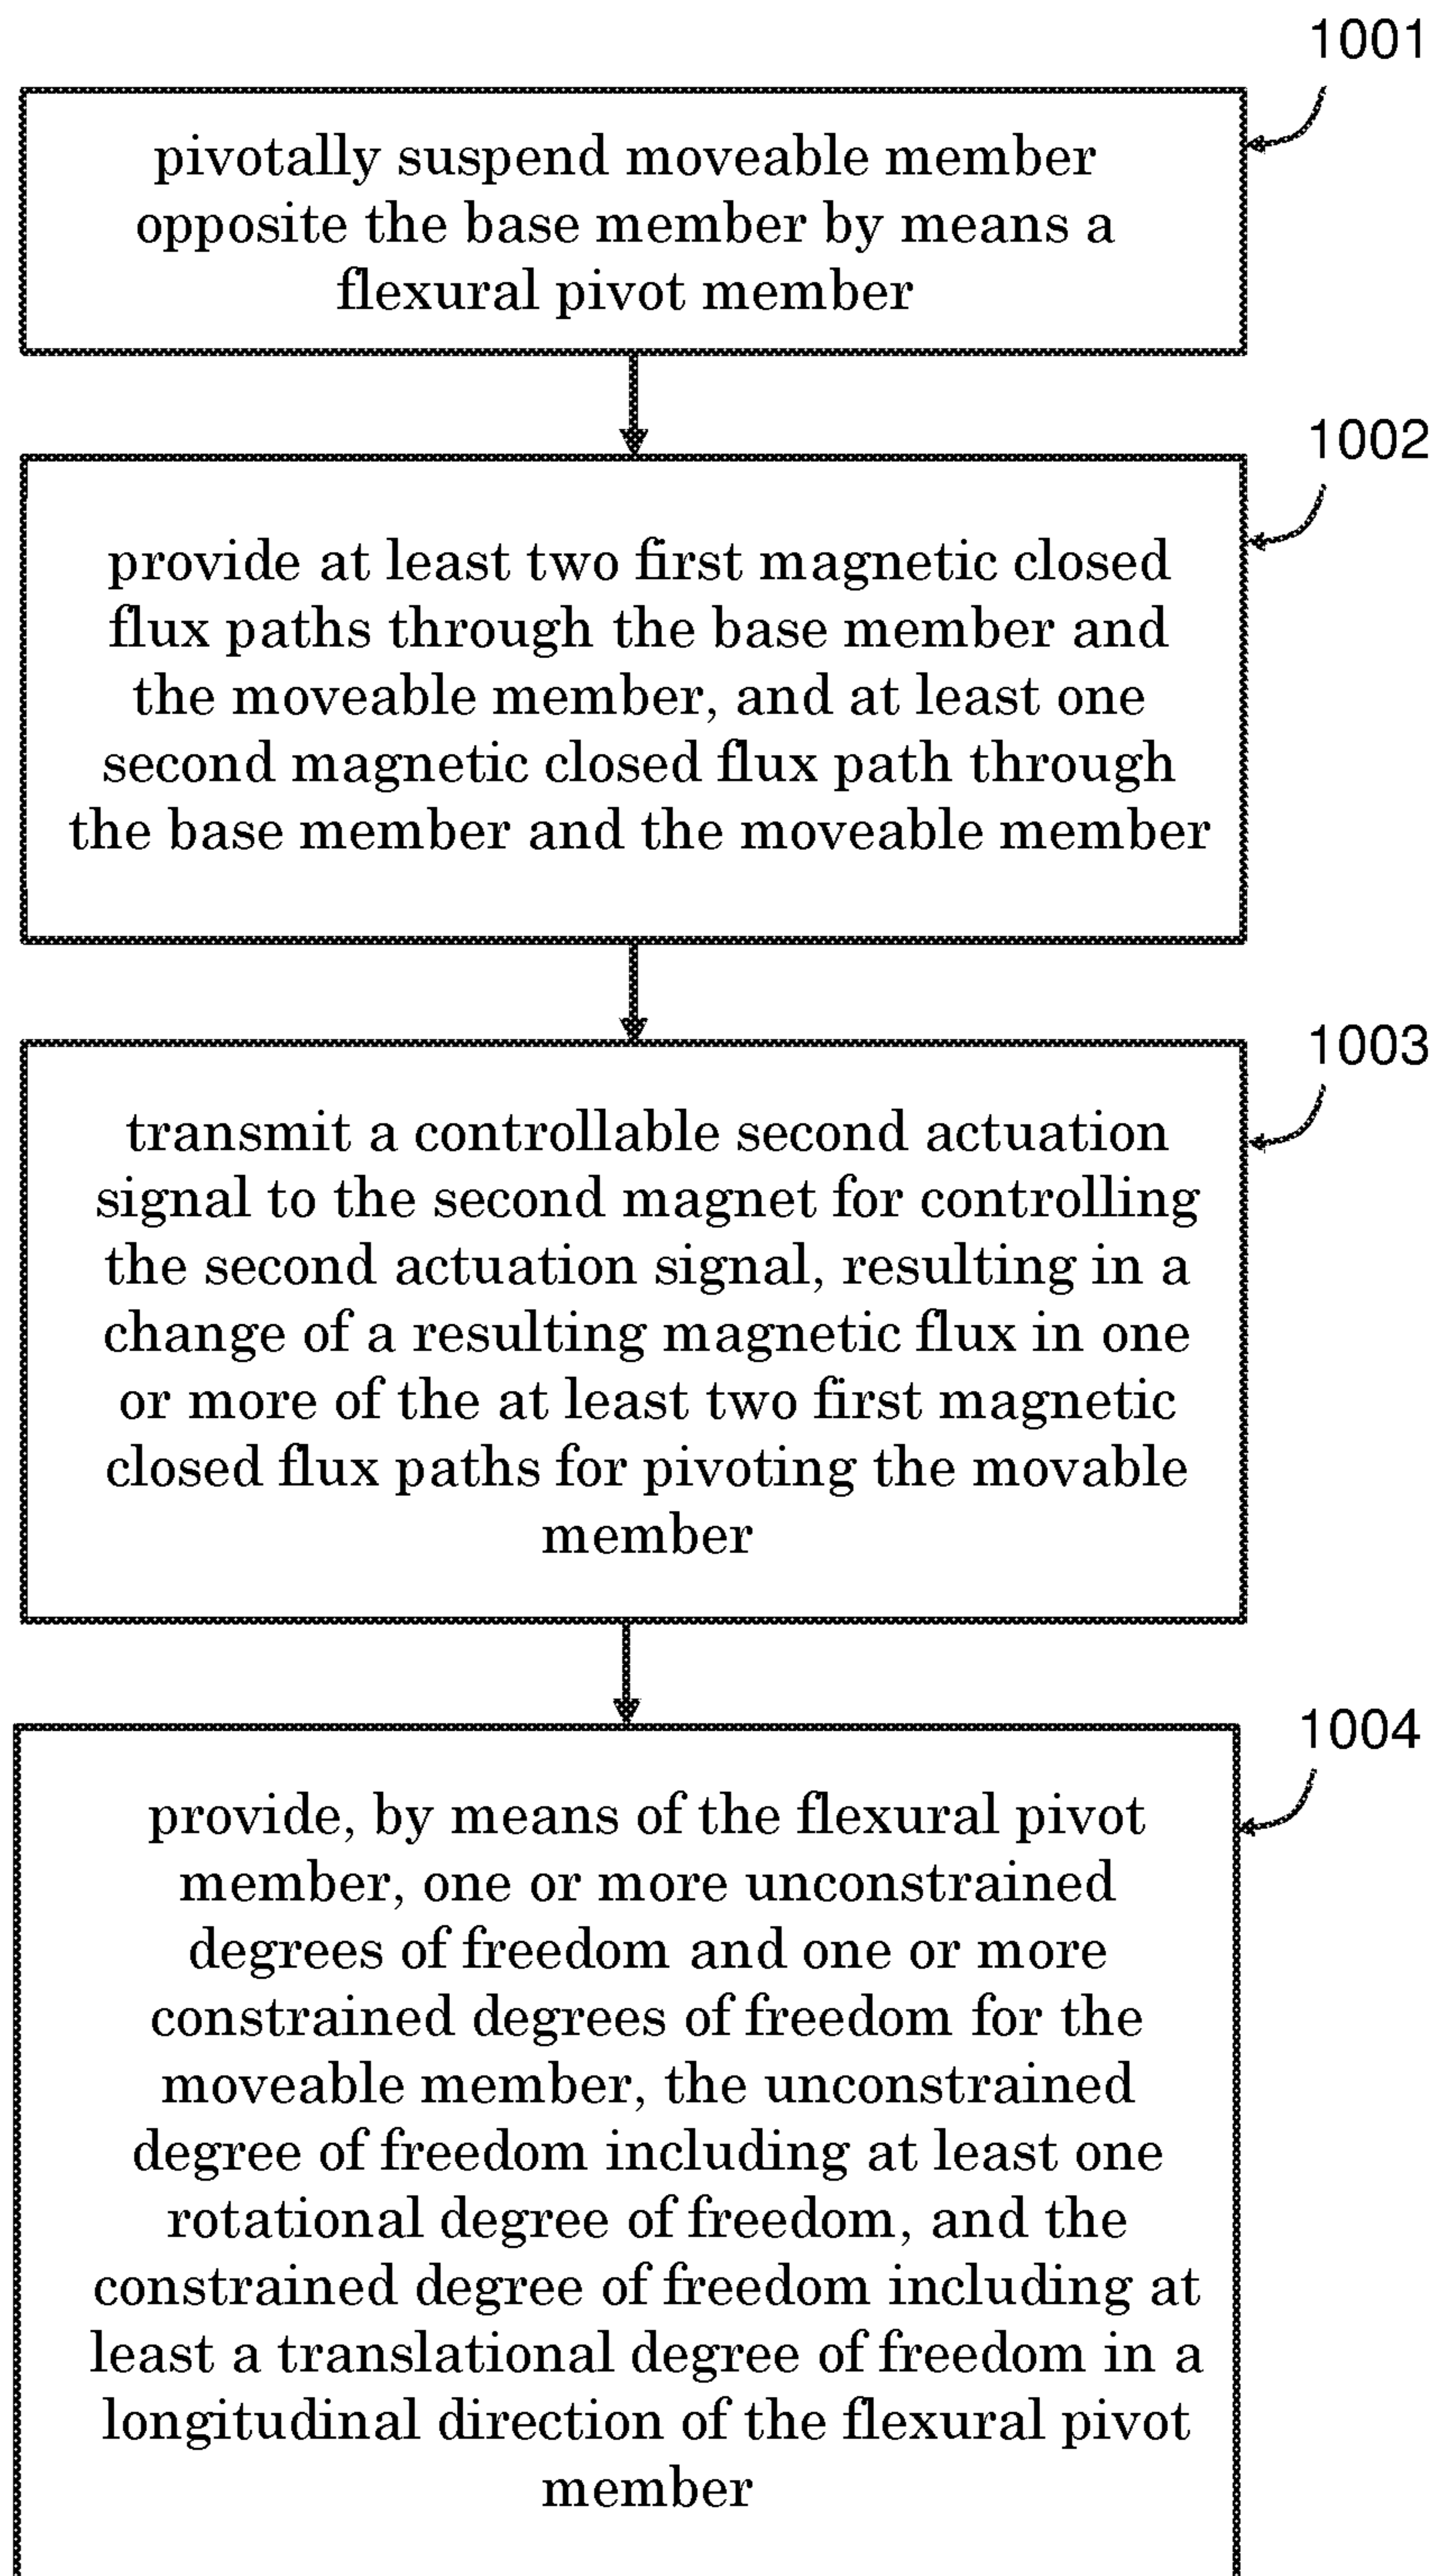 1001
pivotally suspend moveable member
opposite the base member by means a
flexural pivot member
1002
provide at least two first magnetic closed
flux paths through the base member and
the moveable member, and at least one
second magnetic closed flux path through
the base member and the moveable member
1003
transmit a controllable second actuation
signal to the second magnet for controlling
the second actuation signal, resulting in a
change of a resulting magnetic flux in one
or more of the at least two first magnetic
closed flux paths for pivoting the movable
member
1004
provide, by means of the flexural pivot
member, one or more unconstrained
degrees of freedom and one or more
constrained degrees of freedom for the
moveable member, the unconstrained
degree of freedom including at least one
rotational degree of freedom, and the
constrained degree of freedom including at
least a translational degree of freedom in a
longitudinal direction of the flexural pivot
member